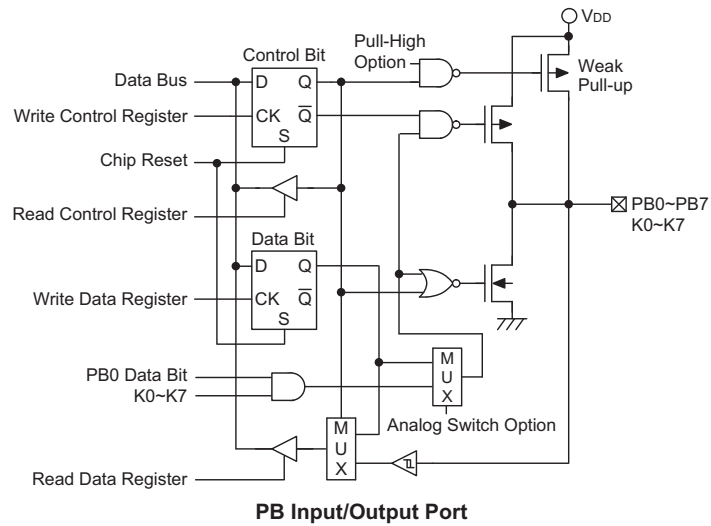 VDD
Control Bit
Pull-High
Option
Weak
Pull-up
Data Bus
D
Q
Write Control Register
CK
Q
S
Chip Reset
Read Control Register
PB0~PB7
K0~K7
Data Bit
D
Q
Write Data Register
CK
Q
S
PB0 Data Bit
K0~K7
M
U
X
Analog Switch Option
M
U
X
Read Data Register
PB Input/Output Port